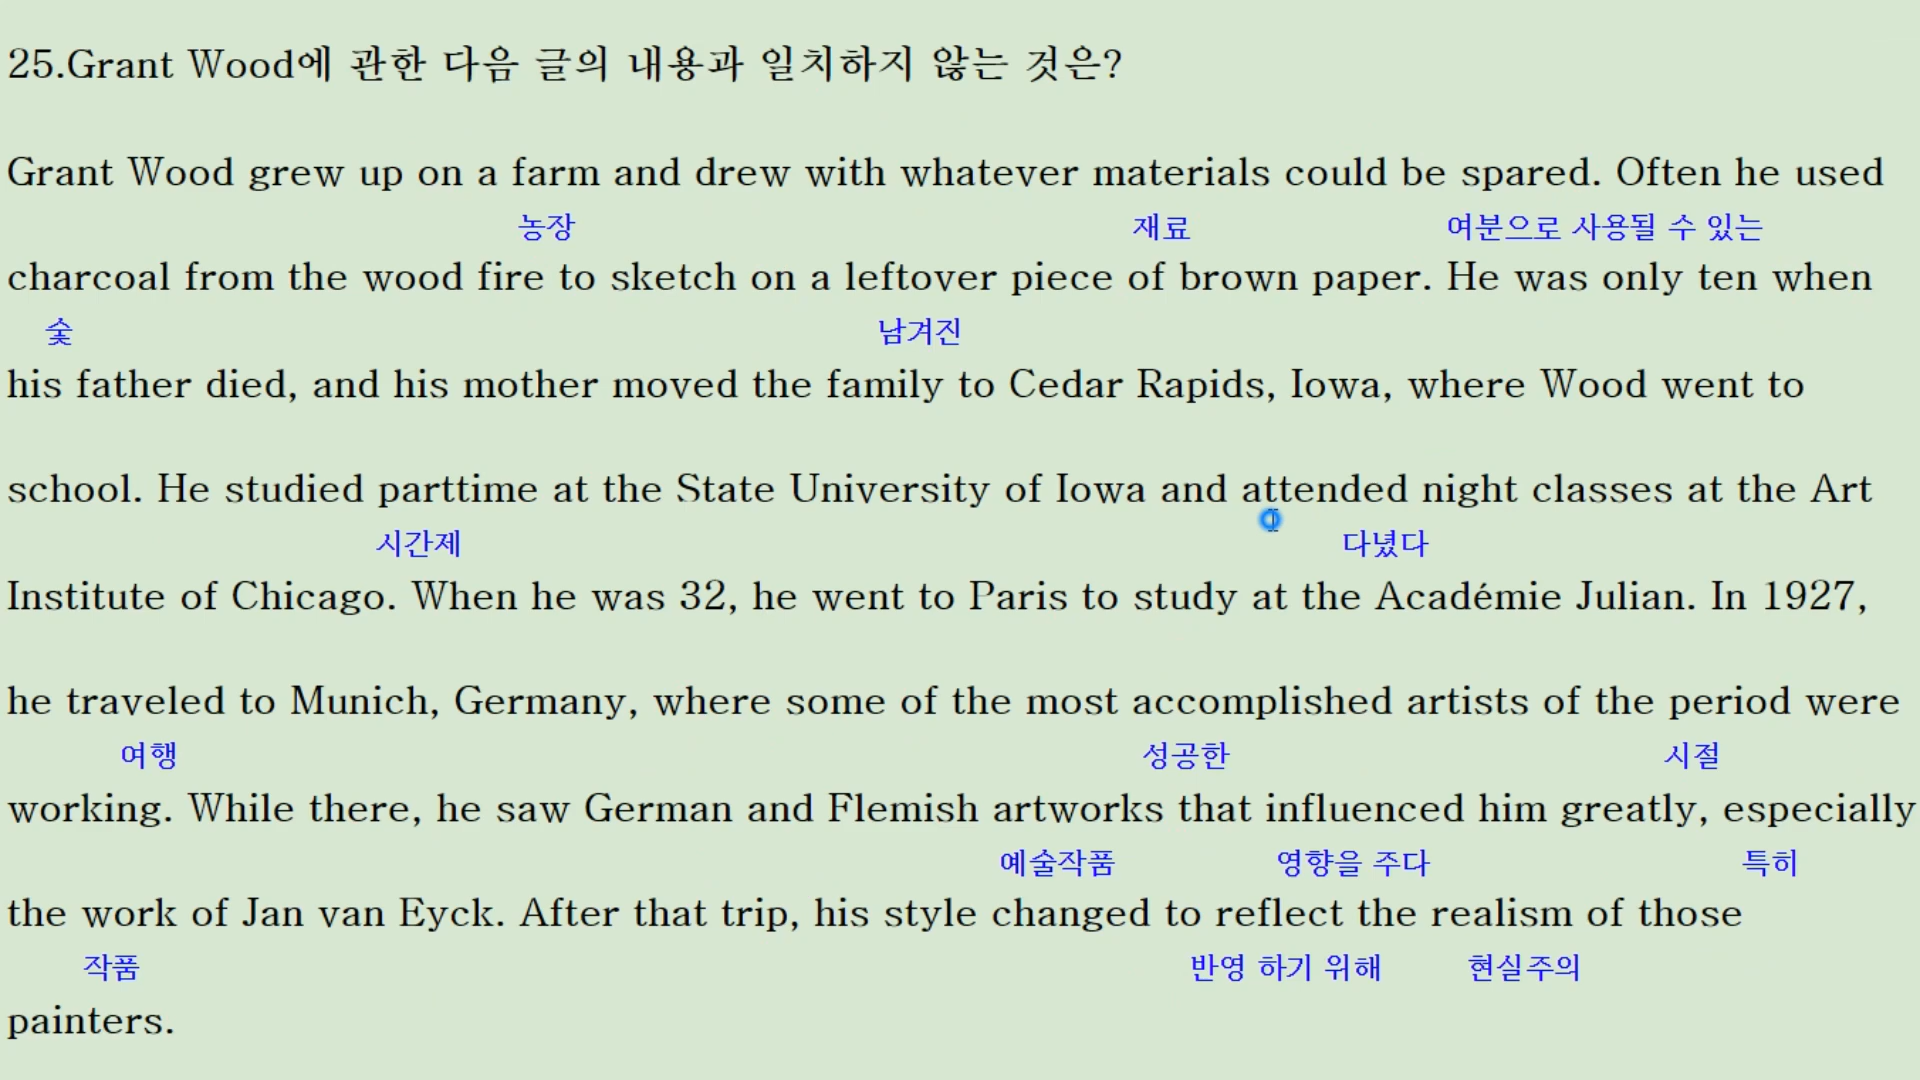 25.Grant Wood에 관한 다음 글의 내용과 일치하지 않는 것은?
Grant Wood grew up on a farm and drew with whatever materials could be spared. Often he used
농장 재료 여분으로 사용될 수 있는
charcoal from the wood fire to sketch on a leftover piece of brown paper. He was only ten when
숯 남겨진
his father died, and his mother moved the family to Cedar Rapids, Iowa, where Wood went to
school. He studied parttime at the State University of Iowa and attended night classes at the Art
시간제 다녔다
Institute of Chicago. When he was 32, he went to Paris to study at the Académie Julian. In 1927,
he traveled to Munich, Germany, where some of the most accomplished artists of the period were
여행 성공한 시절
working. While there, he saw German and Flemish artworks that influenced him greatly, especially
예술작품 영향을 주다 특히
the work of Jan van Eyck. After that trip, his style changed to reflect the realism of those
작품 반영 하기 위해 현실주의
painters.